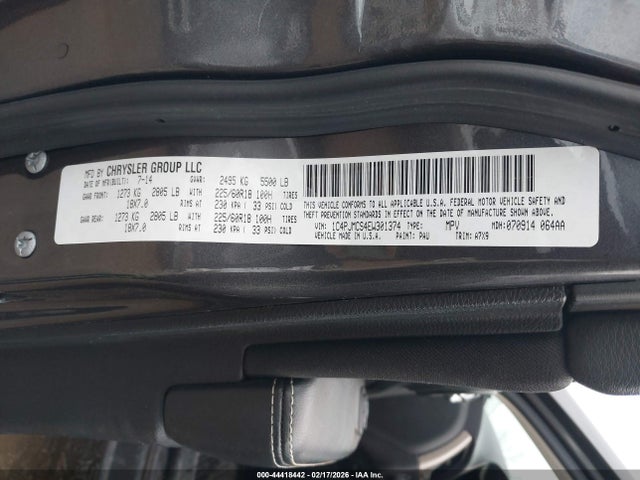 MFD BY: CHRYSLER GROUP LLC
DATE OF MFR(BUILT): 7-14 GVWR: 2495 KG 5500 LB
GAWR FRONT: 1273 KG 2805 LB WITH 225/60R18 100H TIRES
18X7.0 RIMS AT 230 KPA ( 33 PSI) COLD
GAWR REAR: 1273 KG 2805 LB WITH 225/60R18 100H TIRES
18X7.0 RIMS AT 230 KPA ( 33 PSI) COLD
THIS VEHICLE CONFORMS TO ALL APPLICABLE U.S.A. FEDERAL MOTOR VEHICLE SAFETY AND
THEFT PREVENTION STANDARDS IN EFFECT ON THE DATE OF MANUFACTURE SHOWN ABOVE
VIN: 1C4PJMCS4EW301374 TYPE: MPV MDH: 070914 064AA
VEHICLE MADE IN U.S.A. PAINT: PAU TRIM: A7X9
000-44418442 - 02/17/2026 - IAAI.COM